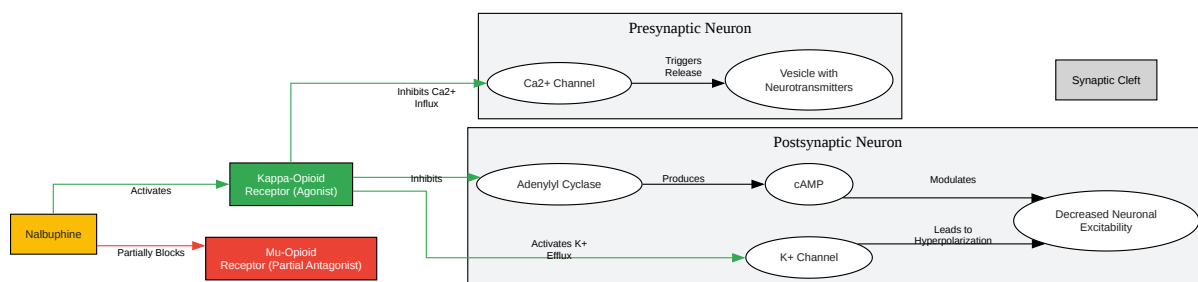 Presynaptic Neuron
Ca2+ Channel
Triggers
Release
Vesicle with
Neurotransmitters
Synaptic Cleft
Inhibits Ca2+
Influx
Postsynaptic Neuron
Kappa-Opioid
Receptor (Agonist)
Inhibits
Adenylyl Cyclase
Produces
cAMP
Modulates
Activates
Decreased Neuronal
Excitability
Nalbuphine
Partially Blocks
Mu-Opioid
Receptor (Partial Antagonist)
Activates K+
Efflux
K+ Channel
Leads to
Hyperpolarization